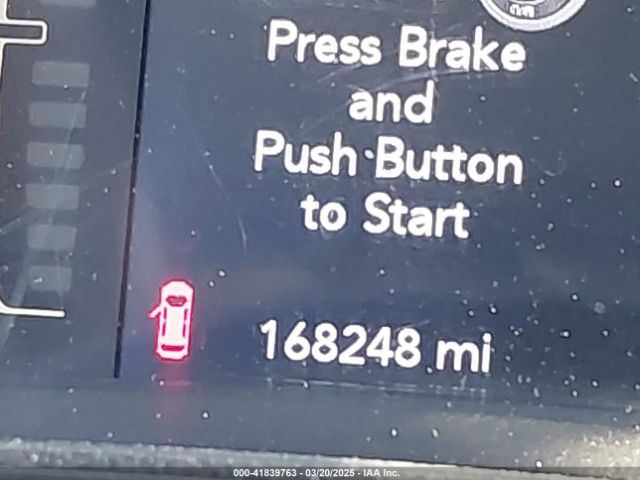 Press Brake
and
Push Button
to Start
168248 mi
000-41839763 - 03/20/2025 - IAA Inc.